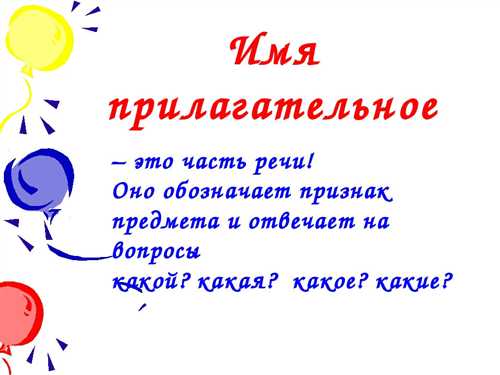 Имя
прилагательное
– это часть речи!
Оно обозначает признак
предмета и отвечает на
вопросы
какой? какая?  какое? какие?